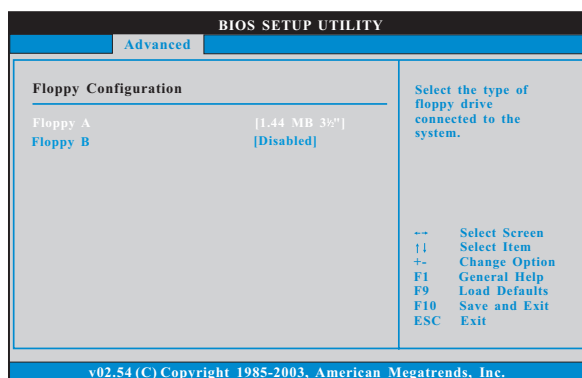 BIOS SETUP UTILITY
Advanced
Floppy Configuration
Floppy A [1.44 MB 3½"]
Floppy B [Disabled]
Select the type of
floppy drive
connected to the
system.
←→ Select Screen
↑↓ Select Item
+- Change Option
F1 General Help
F9 Load Defaults
F10 Save and Exit
ESC Exit
v02.54 (C) Copyright 1985-2003, American Megatrends, Inc.